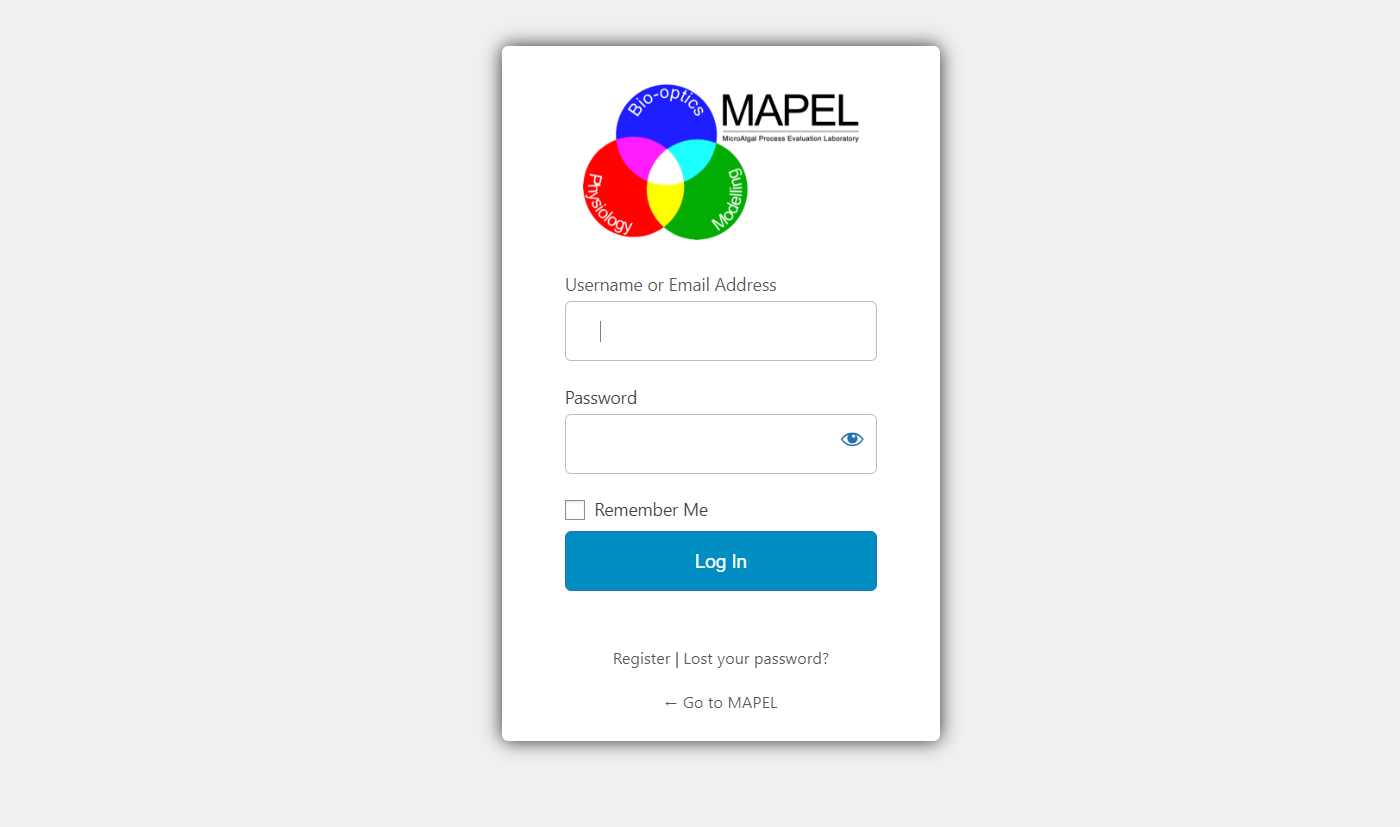 Bio-optics
MAPEL
MicroAlgal Process Evaluation Laboratory
Physiology
Modelling
Username or Email Address
Password
Remember Me
Log In
Register | Lost your password?
← Go to MAPEL